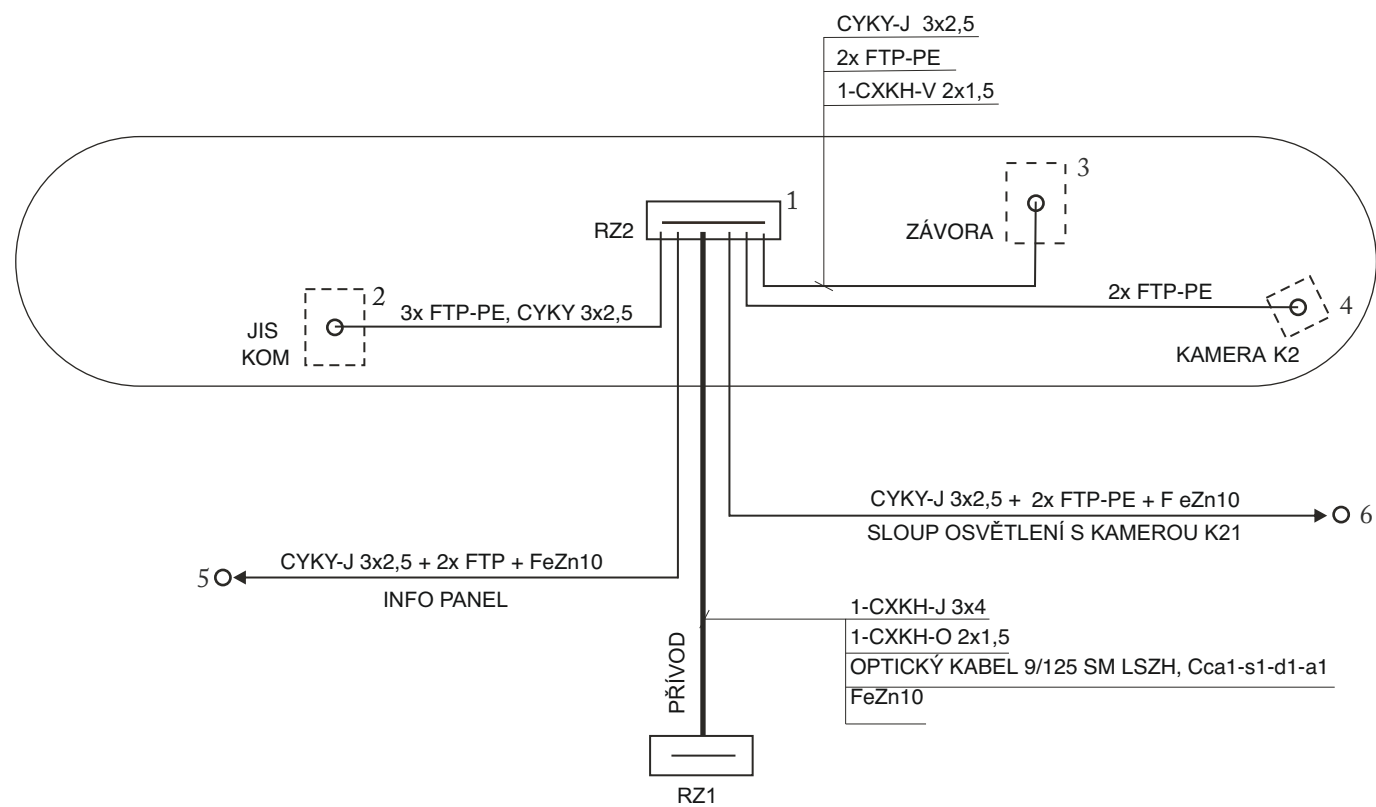 CYKY-J 3x2,5
2x FTP-PE
1-CXKH-V 2x1,5
3
1
RZ2
ZÁVORA
2
3x FTP-PE, CYKY 3x2,5
JIS
KOM
2x FTP-PE
4
KAMERA K2
CYKY-J 3x2,5 + 2x FTP-PE + F eZn10
6
SLOUP OSVĚTLENÍ S KAMEROU K21
5
CYKY-J 3x2,5 + 2x FTP + FeZn10
INFO PANEL
PŘÍVOD
1-CXKH-J 3x4
1-CXKH-O 2x1,5
OPTICKÝ KABEL 9/125 SM LSZH, Cca1-s1-d1-a1
FeZn10
RZ1